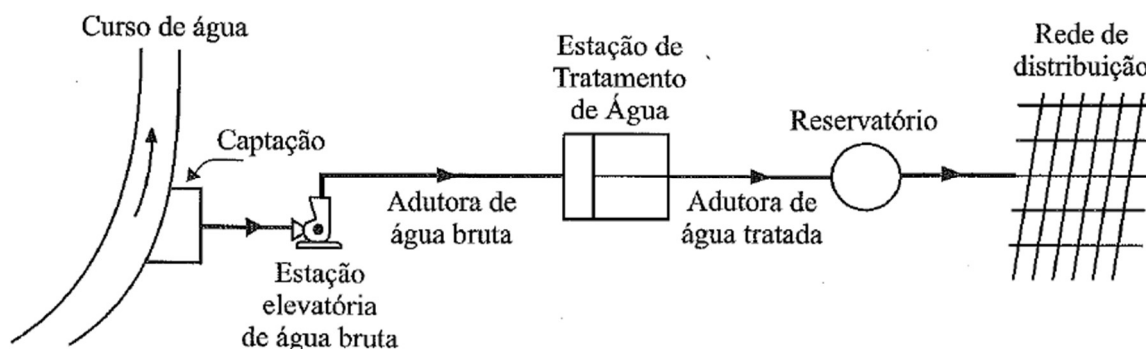 Curso de água
Captação
Estação
elevatória
de água bruta
Adutora de
água bruta
Estação de
Tratamento
de Água
Adutora de
água tratada
Reservatório
Rede de
distribuição